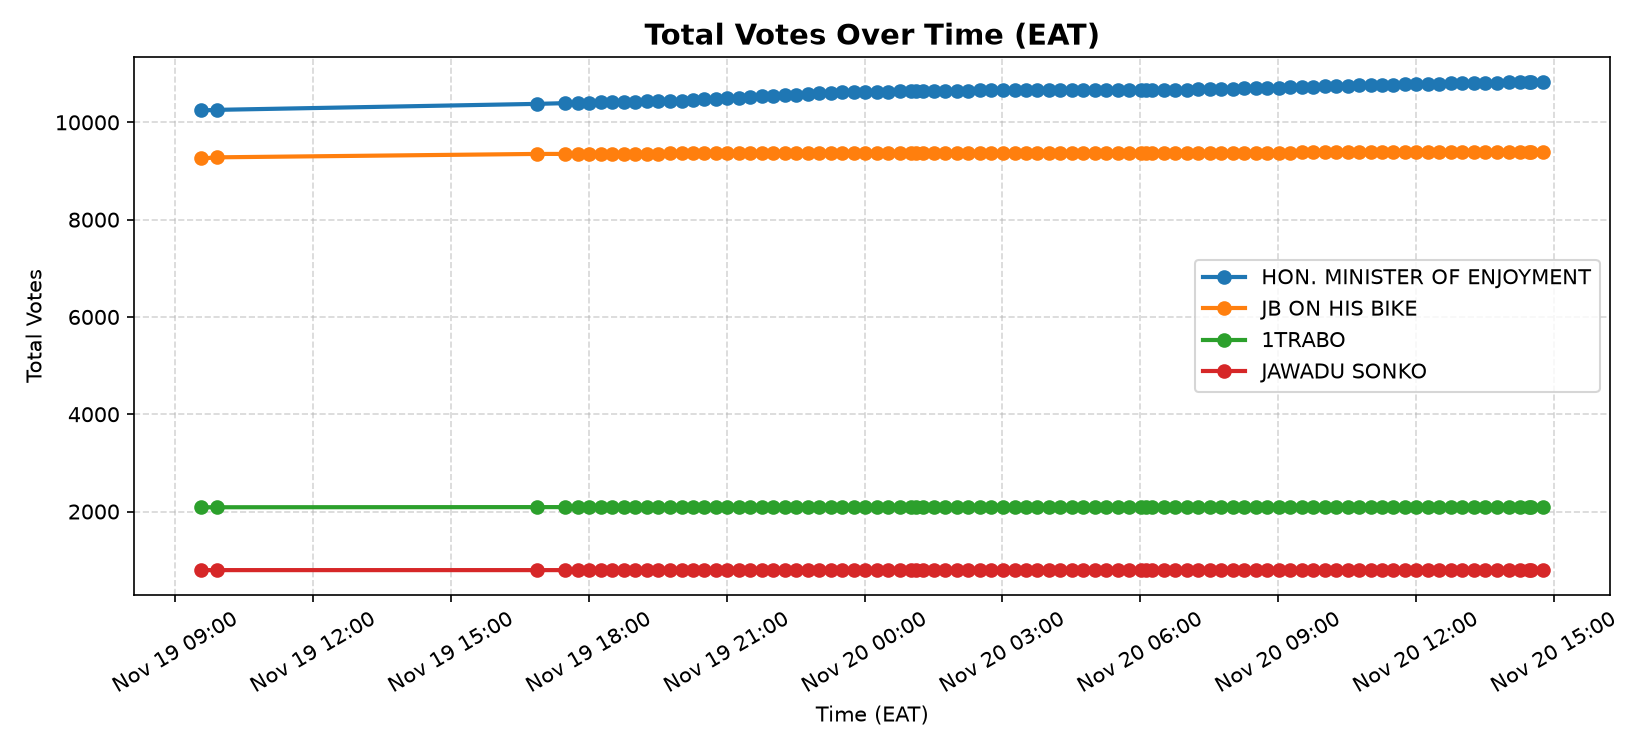 Total Votes Over Time (EAT)
Total Votes
10000
8000
6000
4000
2000
HON. MINISTER OF ENJOYMENT
JB ON HIS BIKE
1TRABO
JAWADU SONKO
Nov 19 09:00
Nov 19 12:00
Nov 19 15:00
Nov 19 18:00
Nov 19 21:00
Nov 20 00:00
Nov 20 03:00
Nov 20 06:00
Nov 20 09:00
Nov 20 12:00
Nov 20 15:00
Time (EAT)